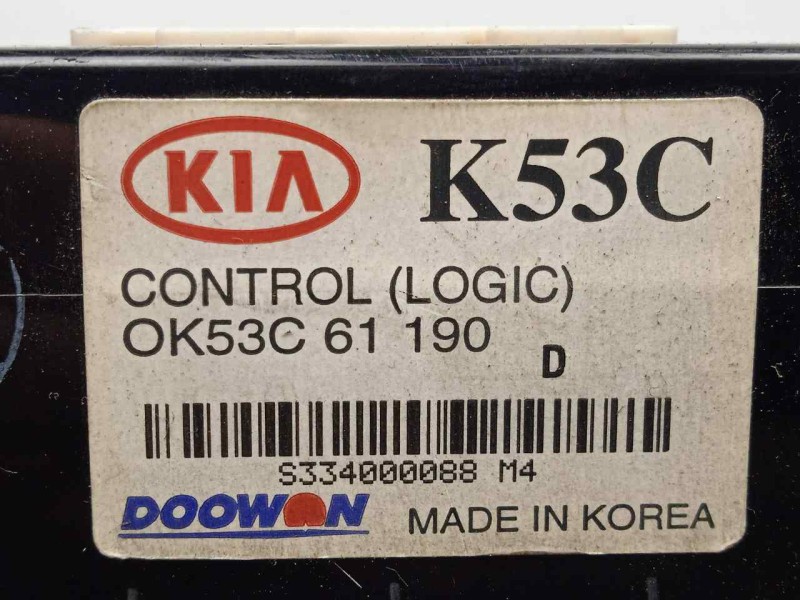 KIA K53C
CONTROL (LOGIC)
OK53C 61 190
D
S334000088 M4
DOOWON MADE IN KOREA